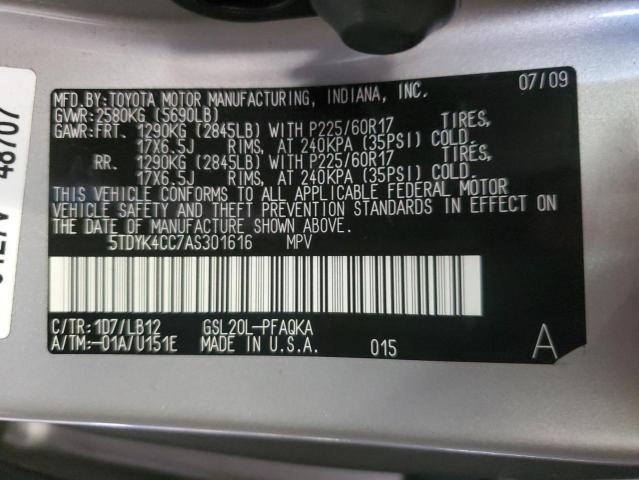 07/09
MFD.BY:TOYOTA MOTOR MANUFACTURING, INDIANA, INC.
GVWR:2580KG (5690LB)
GAWR:FRT. 1290KG (2845LB) WITH P225/60R17 TIRES,
17X6.5J RIMS, AT 240KPA (35PSI) COLD.
RR. 1290KG (2845LB) WITH P225/60R17 TIRES,
17X6.5J RIMS, AT 240KPA (35PSI) COLD.
THIS VEHICLE CONFORMS TO ALL APPLICABLE FEDERAL MOTOR
VEHICLE SAFETY AND THEFT PREVENTION STANDARDS IN EFFECT ON
THE DATE OF MANUFACTURE SHOWN ABOVE.
5TDYK4CC7AS301616 MPV
C/TR:1D7/LB12 GSL20L-PFAQKA
A/TM:-01A/U151E MADE IN U.S.A. 015 A
48707